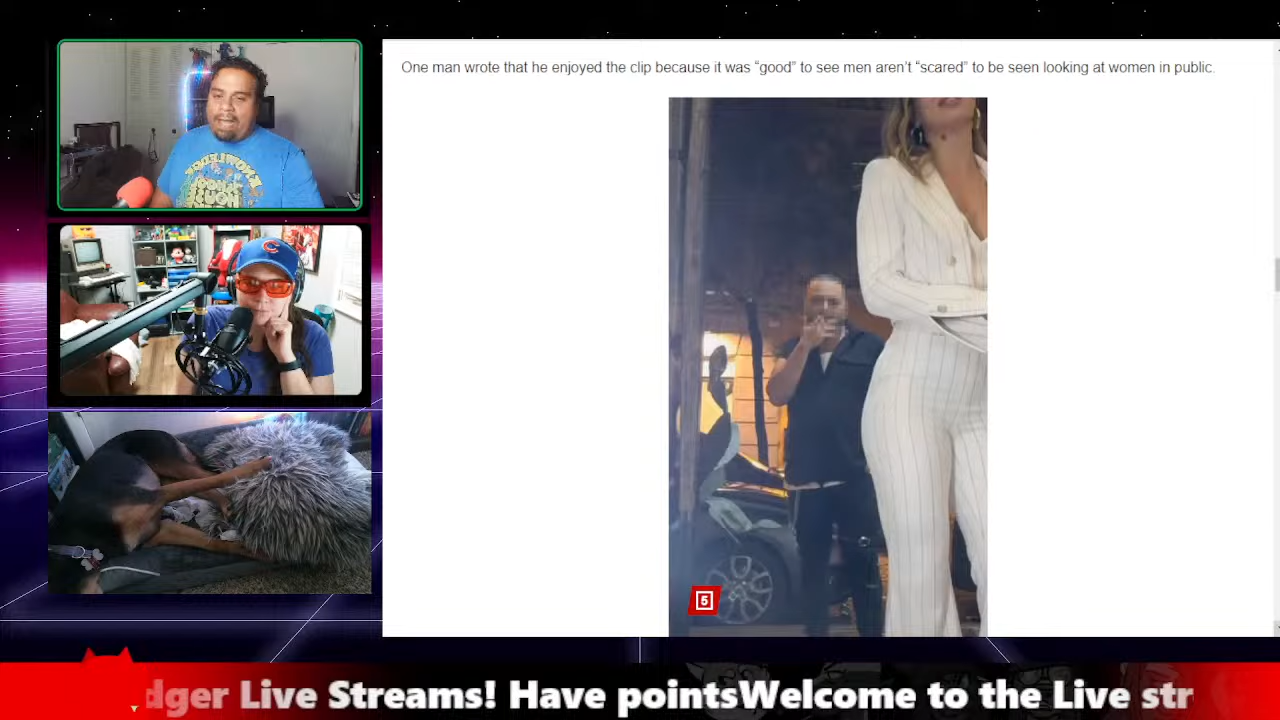 One man wrote that he enjoyed the clip because it was “good” to see men aren’t “scared” to be seen looking at women in public.
C
5
dger Live Streams! Have pointsWelcome to the Live str